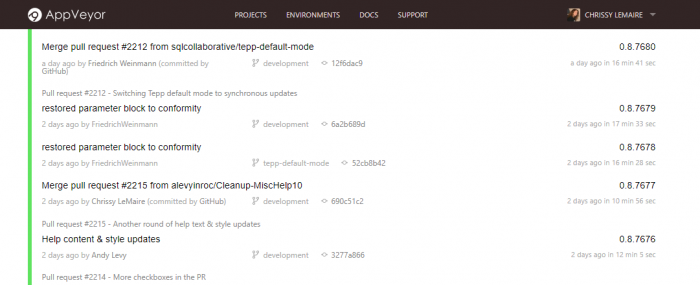 AppVeyor PROJECTS ENVIRONMENTS DOCS SUPPORT CHRISSY LEMAIRE
Merge pull request #2212 from sqlcollaborative/tepp-default-mode 0.8.7680
a day ago by Friedrich Weinmann (committed by development 12f6dac9 a day ago in 16 min 41 sec
GitHub)
Pull request #2212 - Switching Tepp default mode to synchronous updates
restored parameter block to conformity 0.8.7679
2 days ago by FriedrichWeinmann development 6a2b689d 2 days ago in 17 min 33 sec
restored parameter block to conformity 0.8.7678
2 days ago by FriedrichWeinmann tepp-default-mode 52cb8b42 2 days ago in 16 min 28 sec
Merge pull request #2215 from alevyinroc/Cleanup-MiscHelp10 0.8.7677
2 days ago by Chrissy LeMaire (committed by GitHub) development 690c51c2 2 days ago in 10 min 56 sec
Pull request #2215 - Another round of help text & style updates
Help content & style updates 0.8.7676
2 days ago by Andy Levy development 3277a866 2 days ago in 12 min 5 sec
Pull request #2214 - More checkboxes in the PR